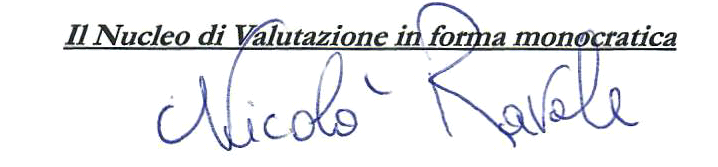 Il Nucleo di Valutazione in forma monocratica
Nicolò